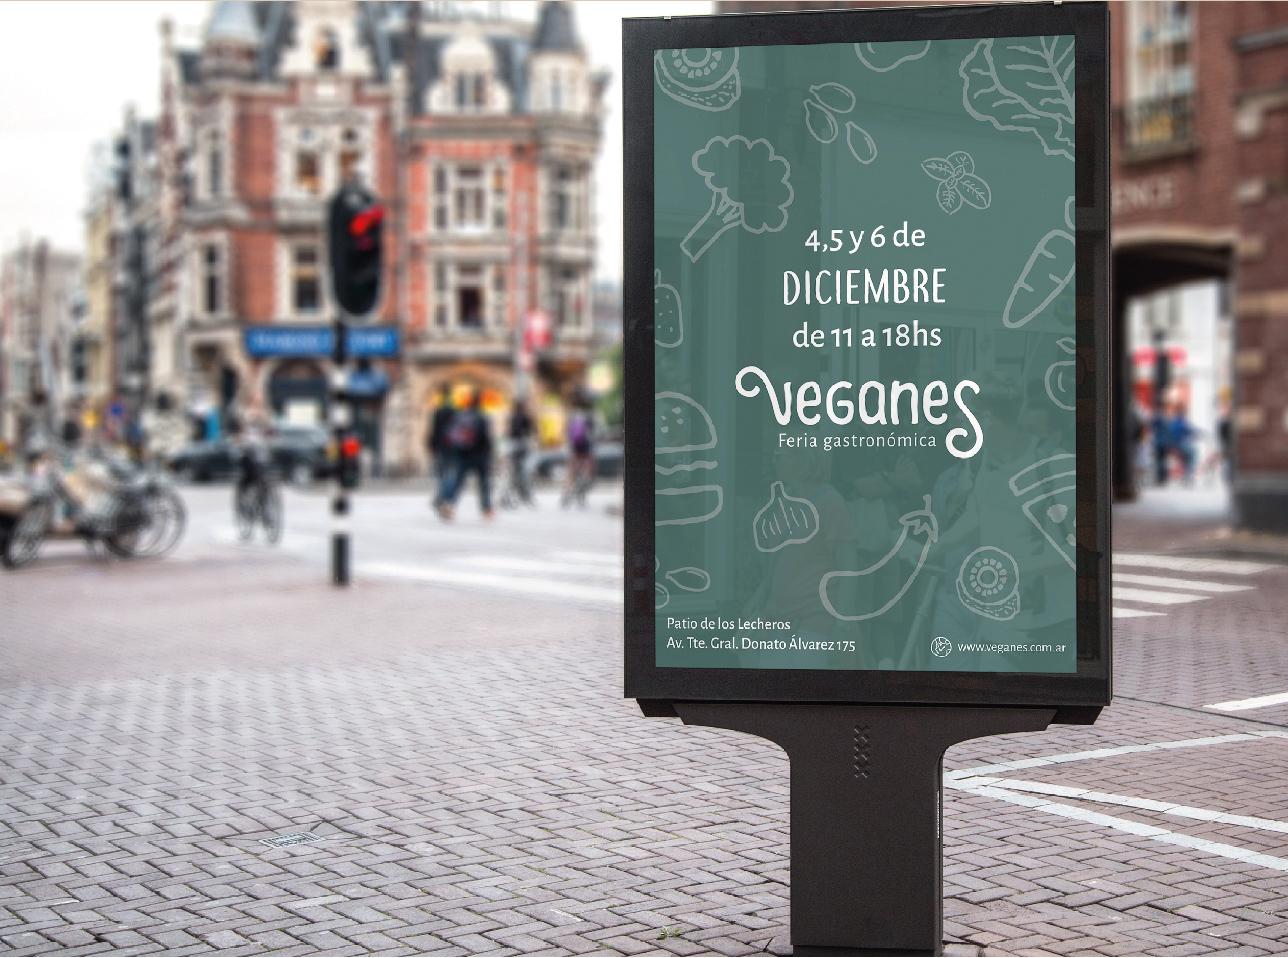 4,5 y 6 de
DICIEMBRE
de 11 a 18hs
veganes
Feria gastronómica
Patio de los Lecheros
Av. Tte. Gral. Donato Álvarez 175
www.veganes.com.ar
ENCE